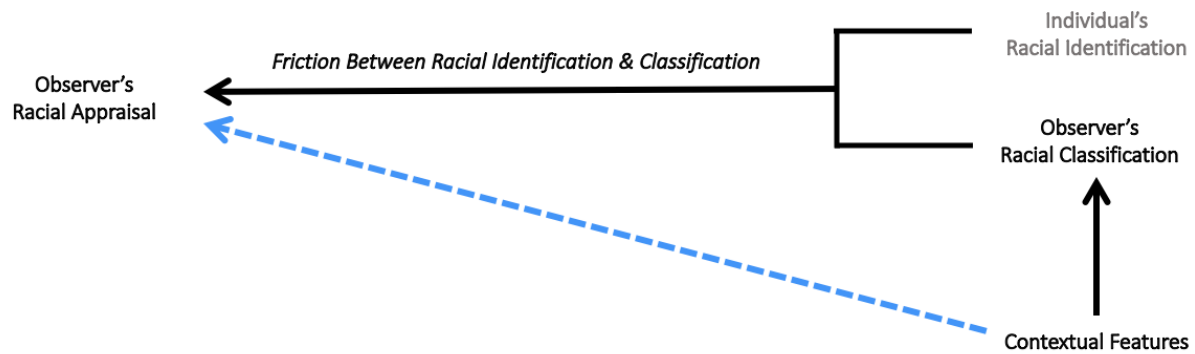 Individual's
Racial Identification
Friction Between Racial Identification & Classification
Observer's
Racial Appraisal
Observer's
Racial Classification
Contextual Features